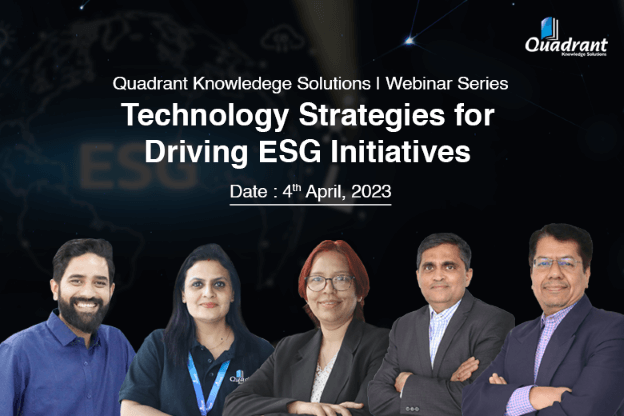 Quadrant
Knowledge Solutions
Quadrant Knowledege Solutions | Webinar Series
Technology Strategies for
Driving ESG Initiatives
Date : 4th April, 2023
ESG